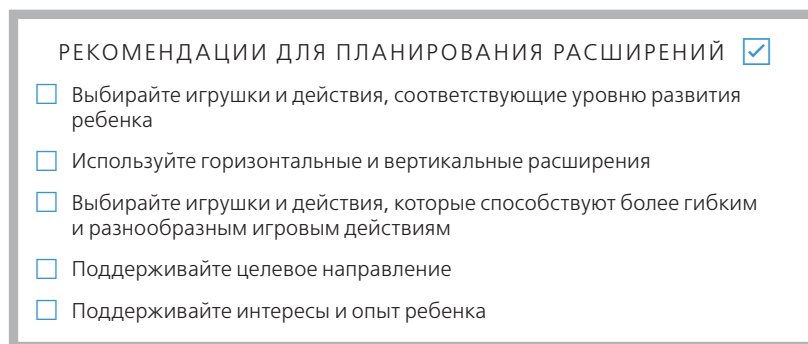 РЕКОМЕНДАЦИИ ДЛЯ ПЛАНИРОВАНИЯ РАСШИРЕНИЙ
Выбирайте игрушки и действия, соответствующие уровню развития
ребенка
Используйте горизонтальные и вертикальные расширения
Выбирайте игрушки и действия, которые способствуют более гибким
и разнообразным игровым действиям
Поддерживайте целевое направление
Поддерживайте интересы и опыт ребенка